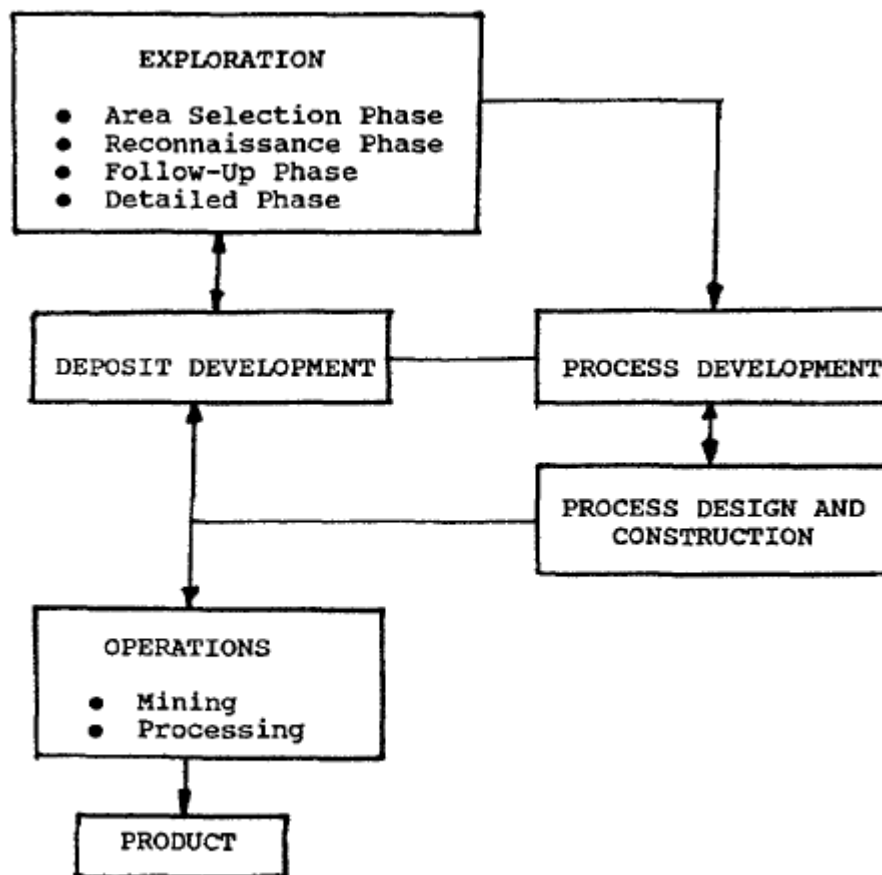 EXPLORATION
● Area Selection Phase
● Reconnaissance Phase
● Follow-Up Phase
● Detailed Phase
DEPOSIT DEVELOPMENT
PROCESS DEVELOPMENT
PROCESS DESIGN AND
CONSTRUCTION
OPERATIONS
● Mining
● Processing
PRODUCT